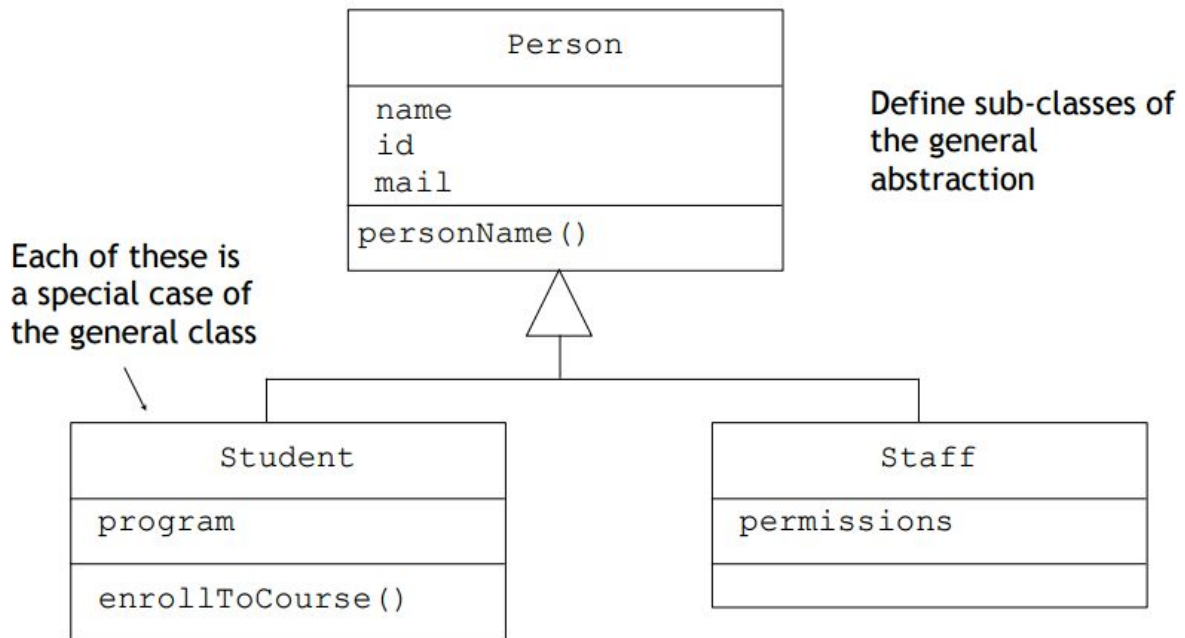 Person
name
id
mail
personName()
Define sub-classes of
the general
abstraction
Each of these is
a special case of
the general class
Student
program
enrollToCourse()
Staff
permissions